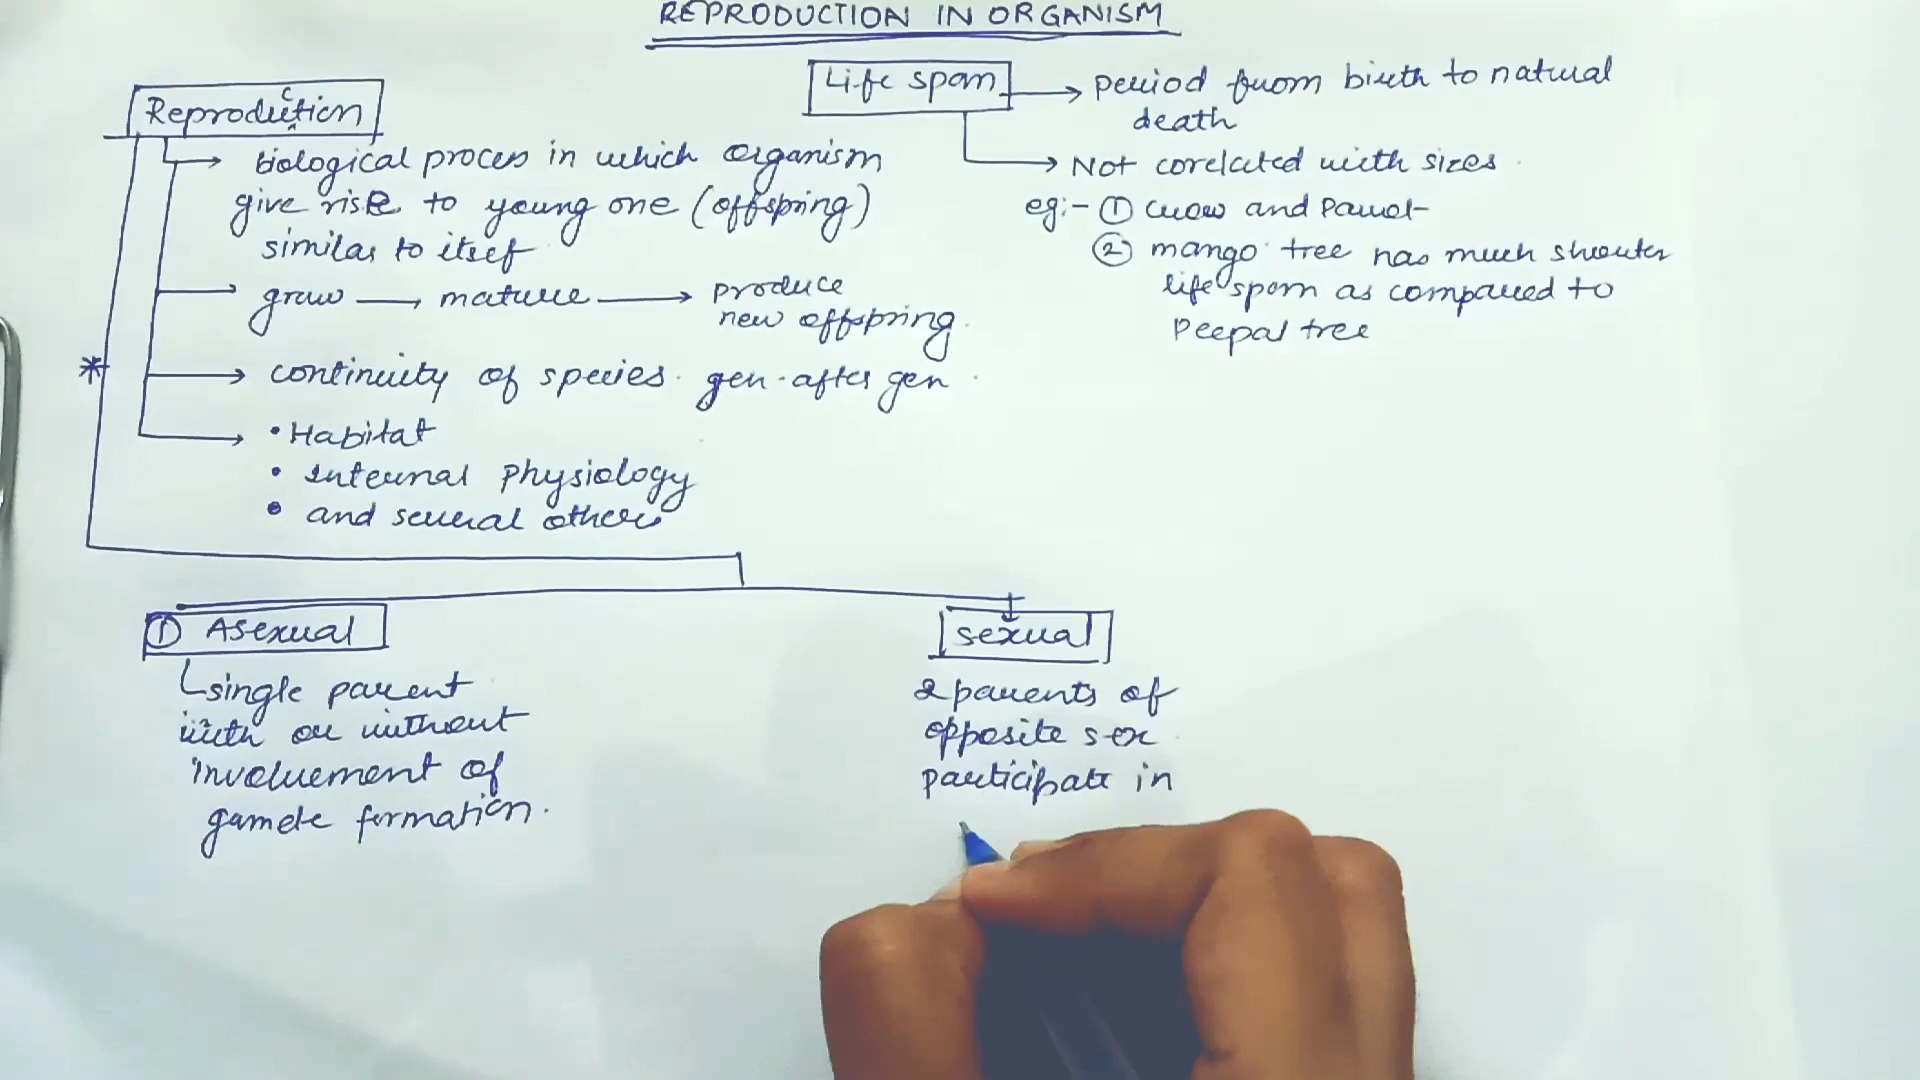 REPRODUCTION IN ORGANISM
Reproduction
biological process in which organism
give rise to young one (offspring)
similar to itself
grow → mature → produce
new offspring.
continuity of species. gen. after gen.
• Habitat
• internal physiology
• and several others
Life span → period from birth to natural
death
Not corelated with sizes.
eg:- ① crow and Parrot
② mango tree has much shorter
life span as compared to
Peepal tree
*
① Asexual
single parent
with or without
involvement of
gamete formation.
sexual
2 parents of
opposite sex
participate in